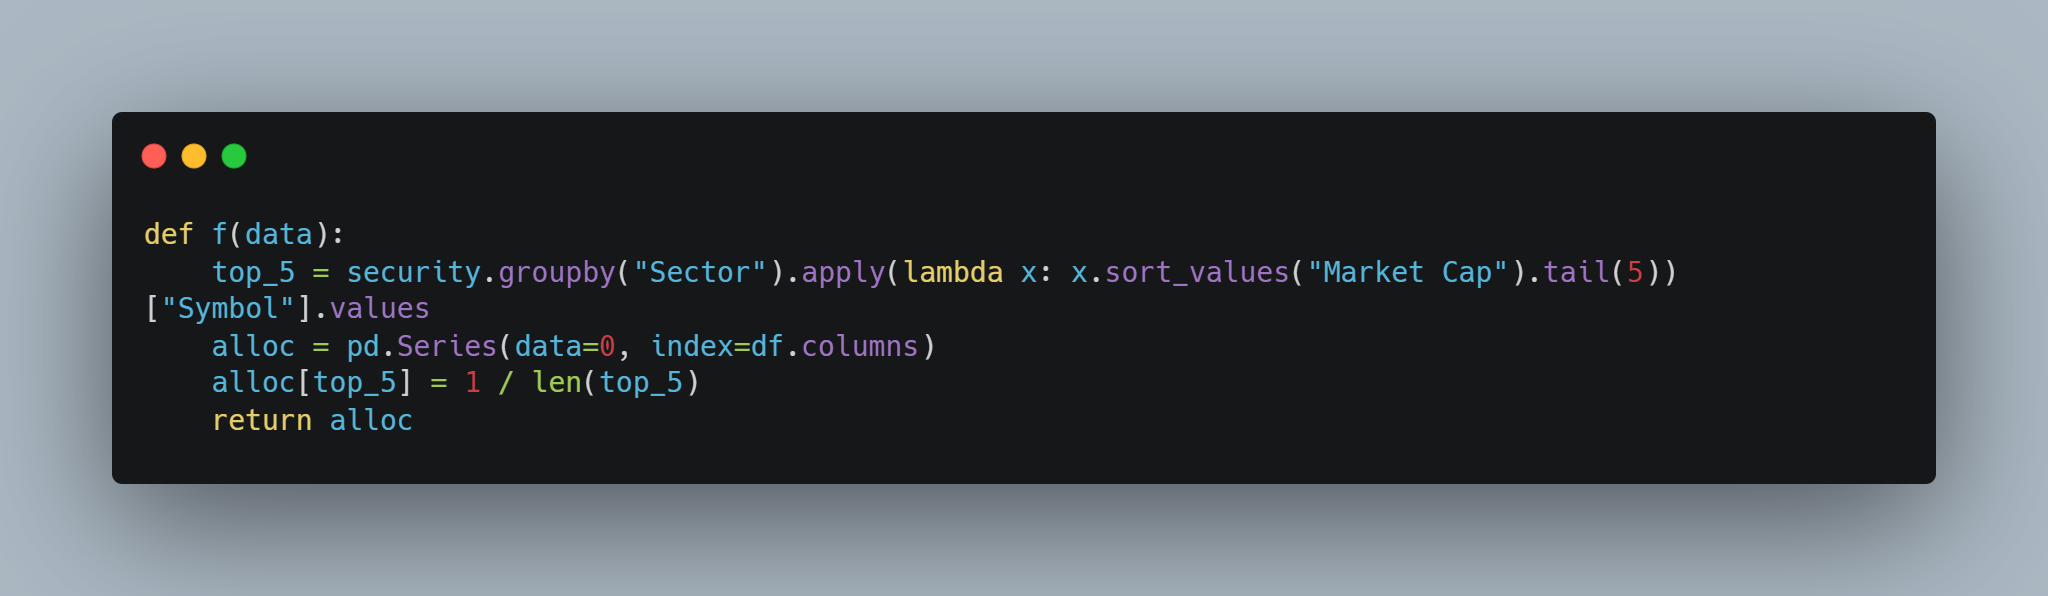 def f(data):
    top_5 = security.groupby("Sector").apply(lambda x: x.sort_values("Market Cap").tail(5))
["Symbol"].values
    alloc = pd.Series(data=0, index=df.columns)
    alloc[top_5] = 1 / len(top_5)
    return alloc